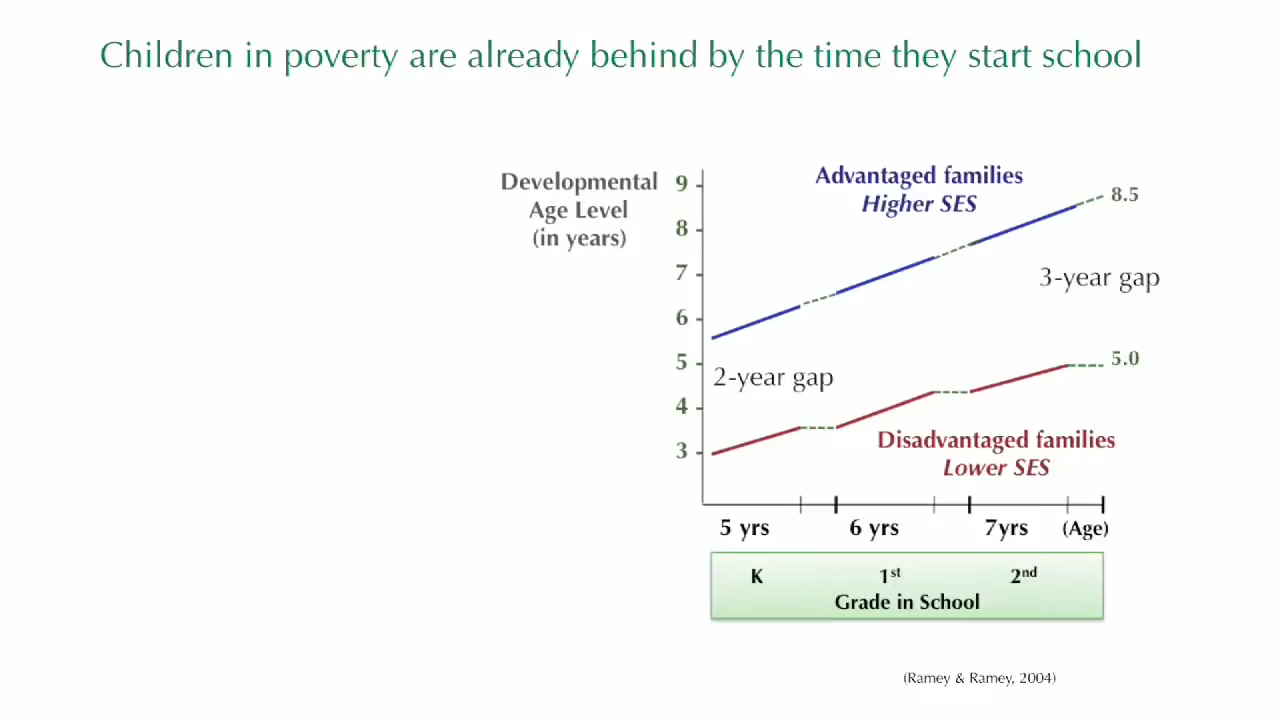 Children in poverty are already behind by the time they start school
Developmental
Age Level
(in years)
9
8
7
6
5
4
3
Advantaged families
Higher SES
8.5
3-year gap
2-year gap
5.0
Disadvantaged families
Lower SES
5 yrs
6 yrs
7yrs
(Age)
K
1st
2nd
Grade in School
(Ramey & Ramey, 2004)